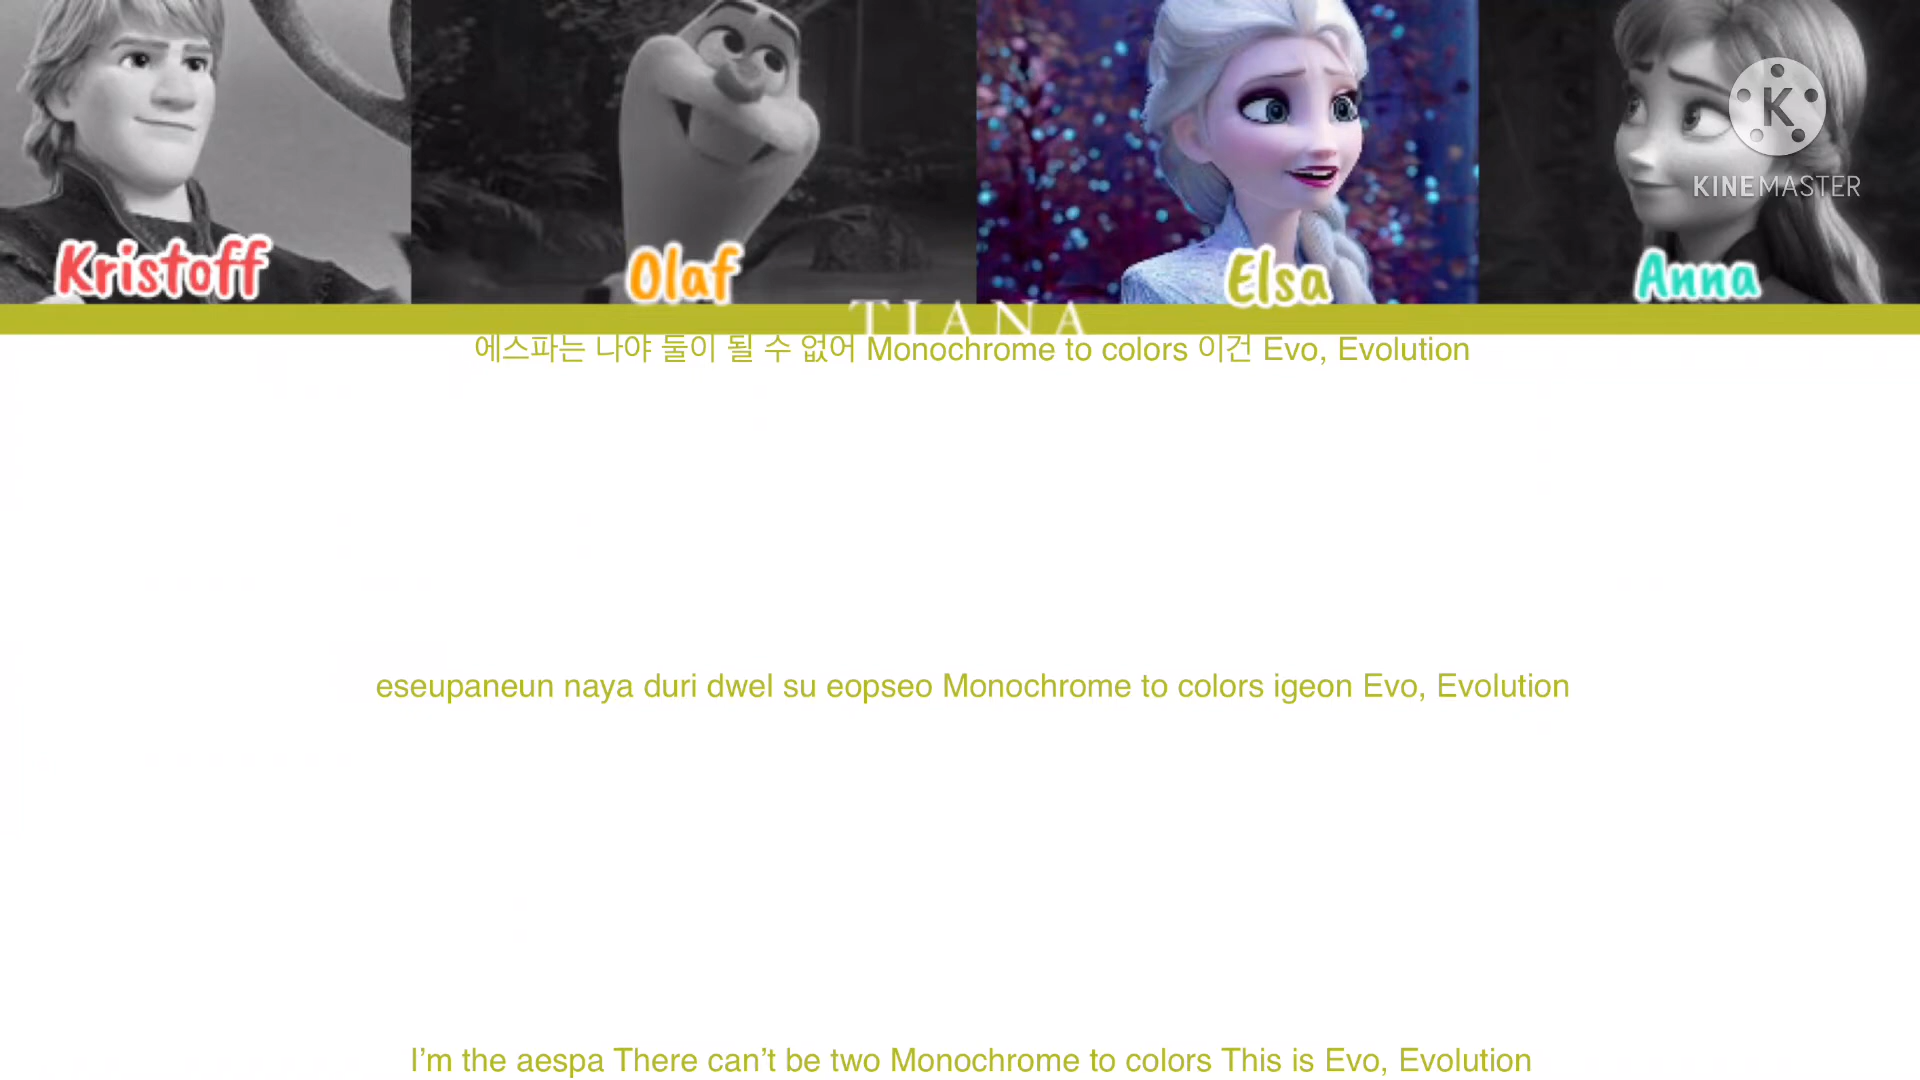 K
KINEMASTER
Kristoff
Olaf
Elsa
Anna
TIANA
에스파는 나야 둘이 될 수 없어 Monochrome to colors 이건 Evo, Evolution
eseupaneun naya duri dwel su eopseo Monochrome to colors igeon Evo, Evolution
I’m the aespa There can’t be two Monochrome to colors This is Evo, Evolution